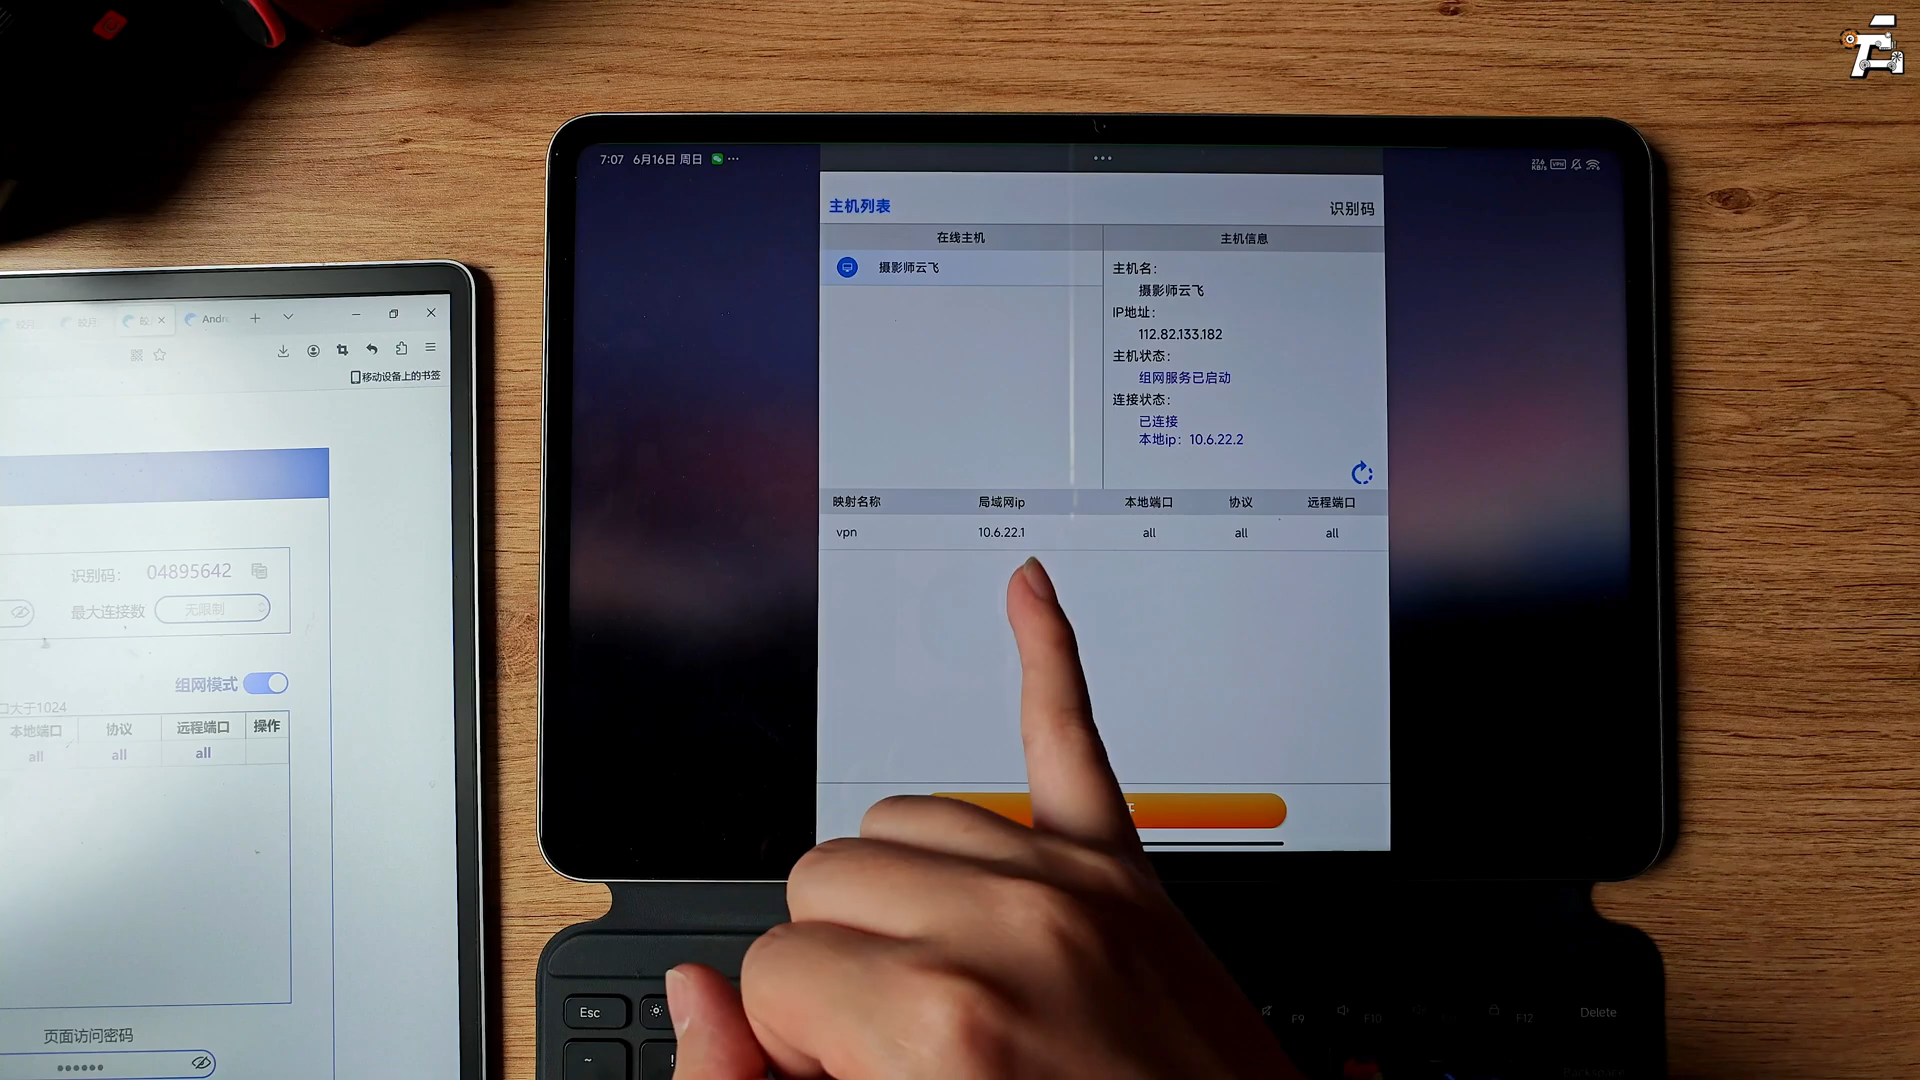 7:07 6月16日 周日
27.6 KB/s VPN
主机列表
识别码
在线主机
主机信息
摄影师云飞
主机名：
摄影师云飞
IP地址：
112.82.133.182
主机状态：
组网服务已启动
连接状态：
已连接
本地ip：10.6.22.2
映射名称 局域网ip 本地端口 协议 远程端口
vpn 10.6.22.1 all all all
Andr
移动设备上的书签
识别码： 04895642
最大连接数 无限制
组网模式
口大于1024
本地端口 协议 远程端口 操作
all all all
页面访问密码
Esc
F9 F10 F12 Delete
~ !